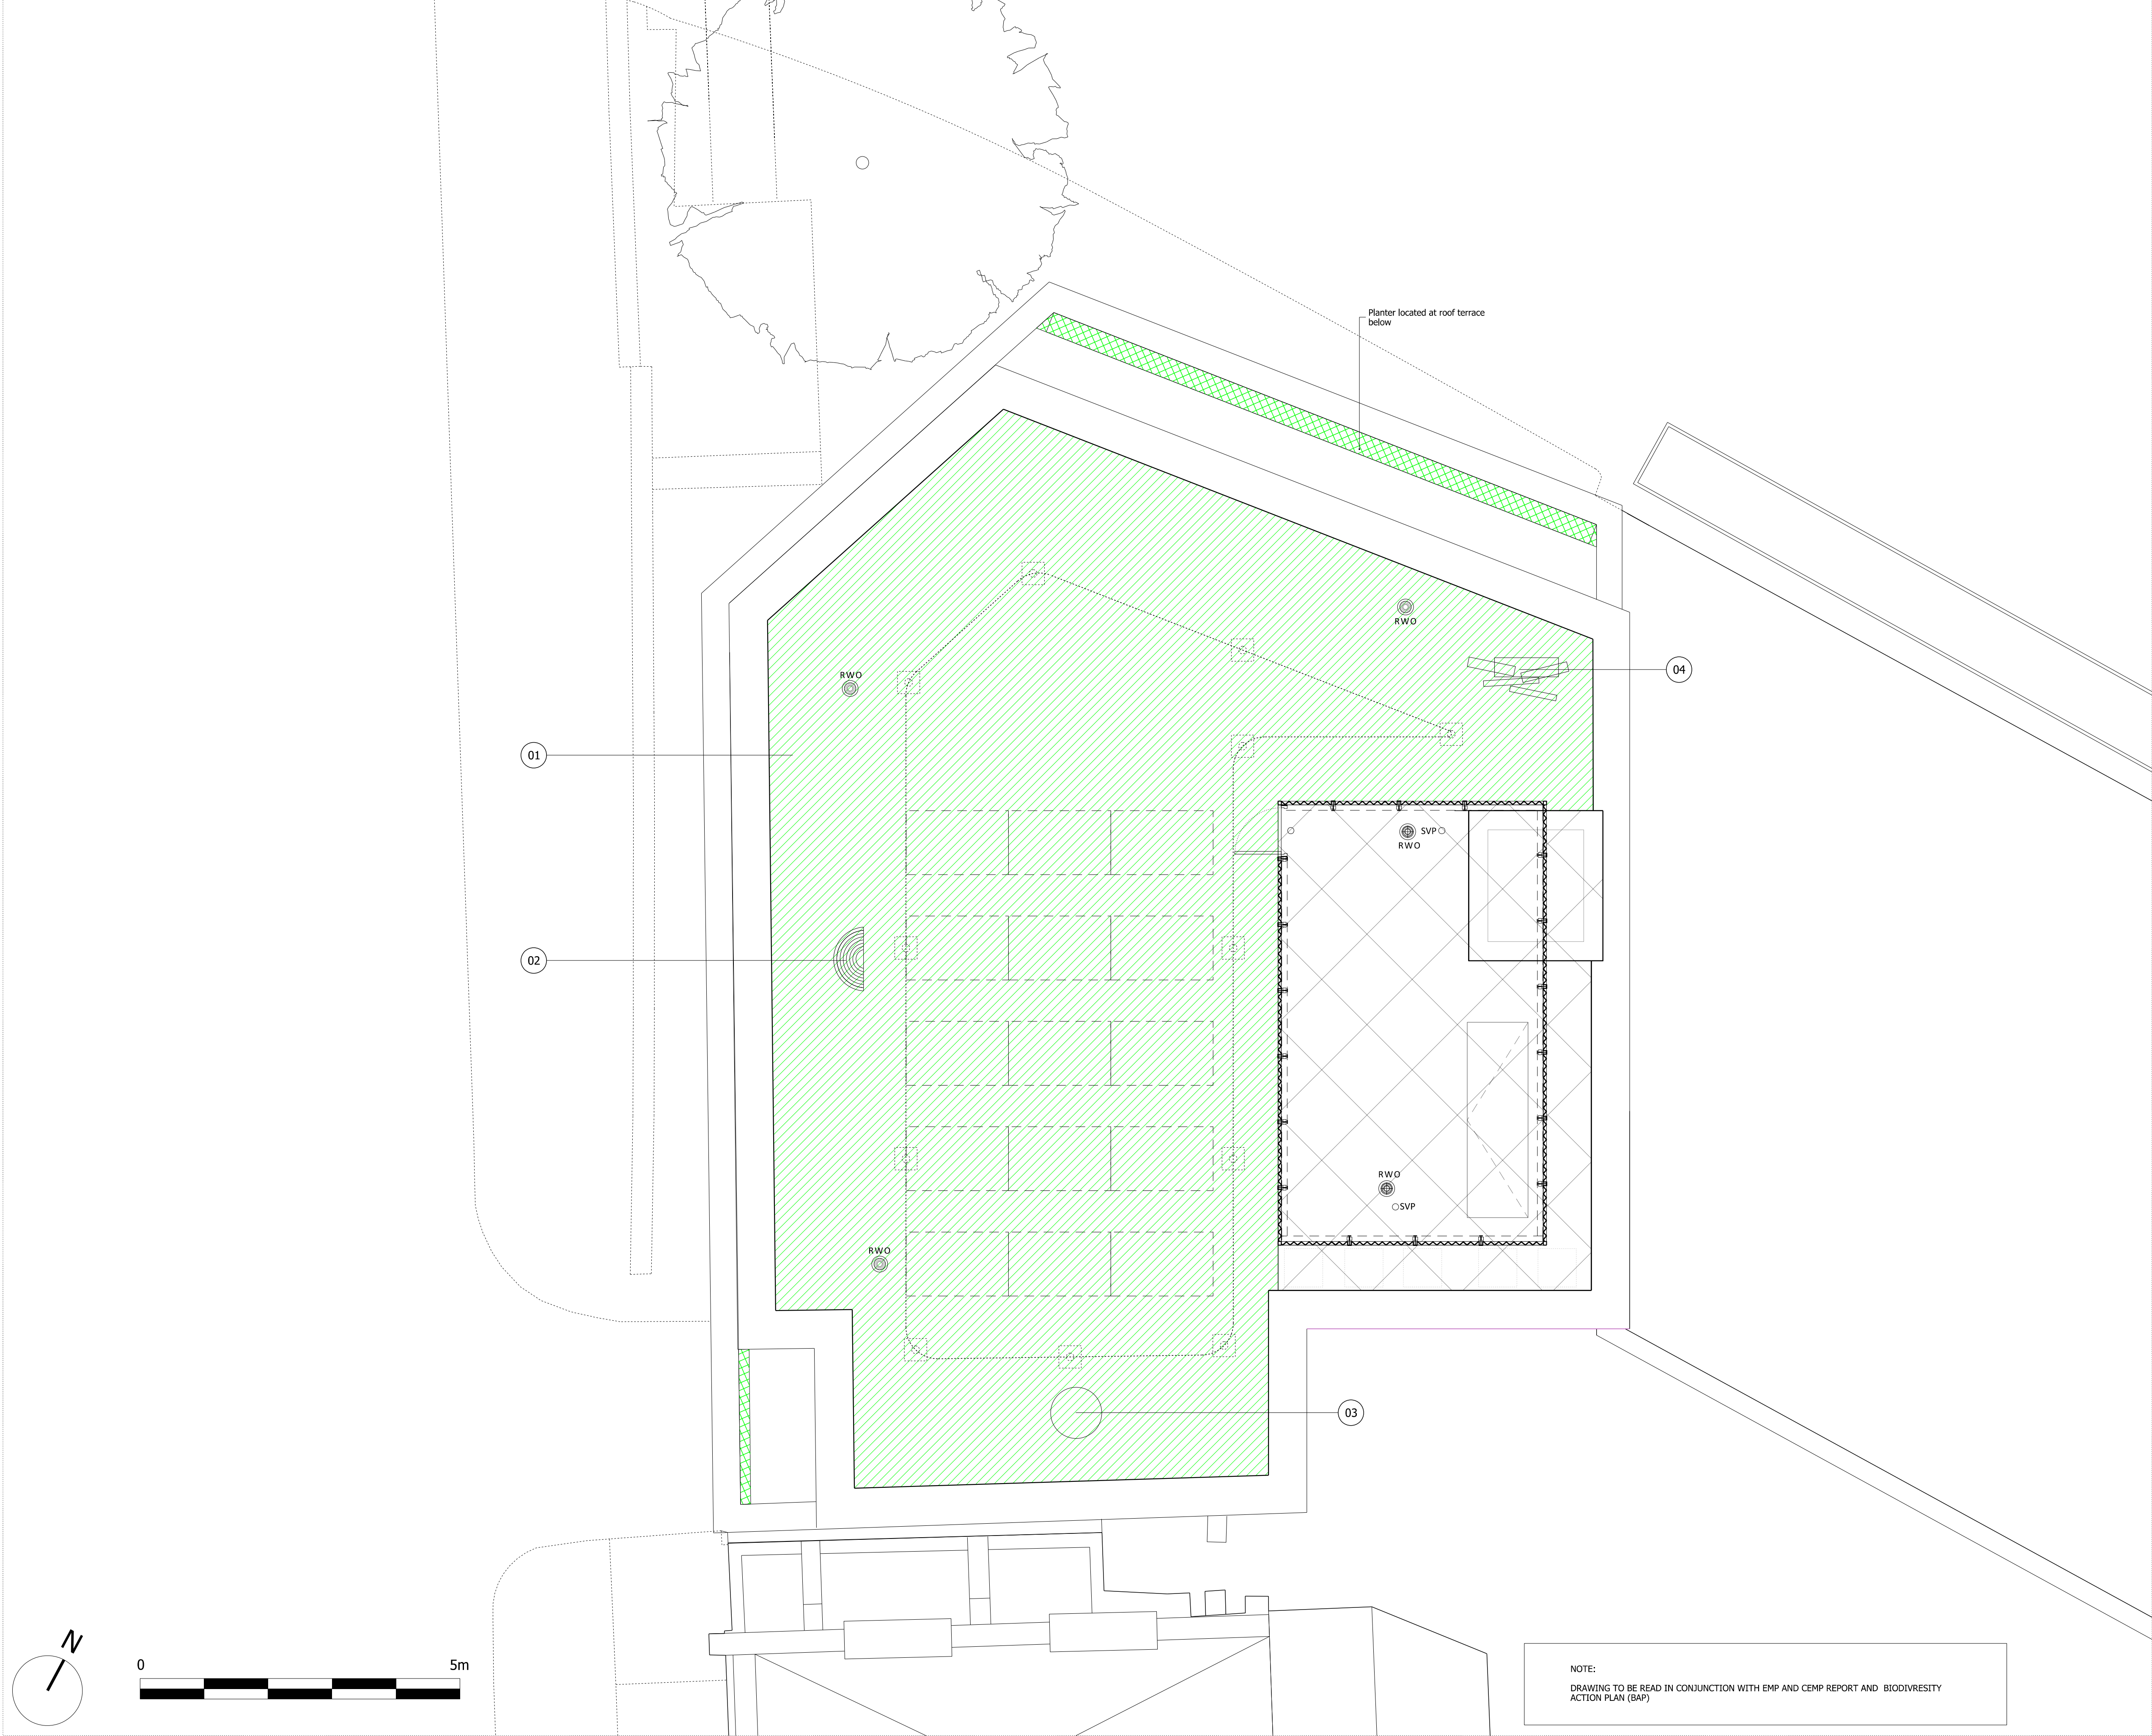 Planter located at roof terrace
below
RWO
04
RWO
01
SVP
RWO
02
RWO
SVP
RWO
03
N
0
5m
NOTE:
DRAWING TO BE READ IN CONJUNCTION WITH EMP AND CEMP REPORT AND BIODIVRESITY
ACTION PLAN (BAP)